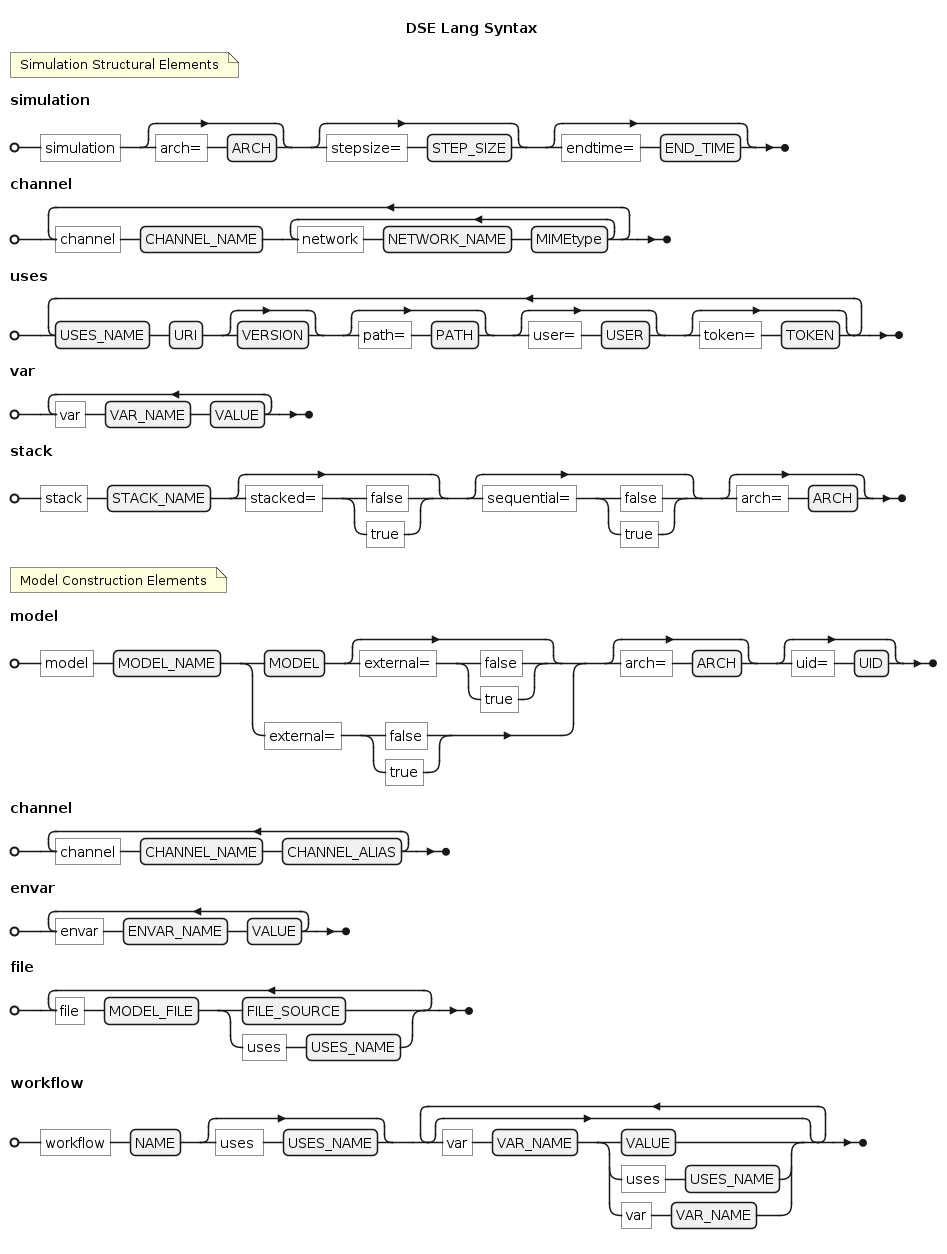 DSE Lang Syntax
Simulation Structural Elements
simulation
simulation arch= ARCH stepsize= STEP_SIZE endtime= END_TIME
channel
channel CHANNEL_NAME network NETWORK_NAME MIMEtype
uses
USES_NAME URI VERSION path= PATH user= USER token= TOKEN
var
var VAR_NAME VALUE
stack
stack STACK_NAME stacked= false sequential= false arch= ARCH
true true
Model Construction Elements
model
model MODEL_NAME MODEL external= false arch= ARCH uid= UID
true
external= false
true
channel
channel CHANNEL_NAME CHANNEL_ALIAS
envar
envar ENVAR_NAME VALUE
file
file MODEL_FILE FILE_SOURCE
uses USES_NAME
workflow
workflow NAME uses USES_NAME var VAR_NAME VALUE
uses USES_NAME
var VAR_NAME